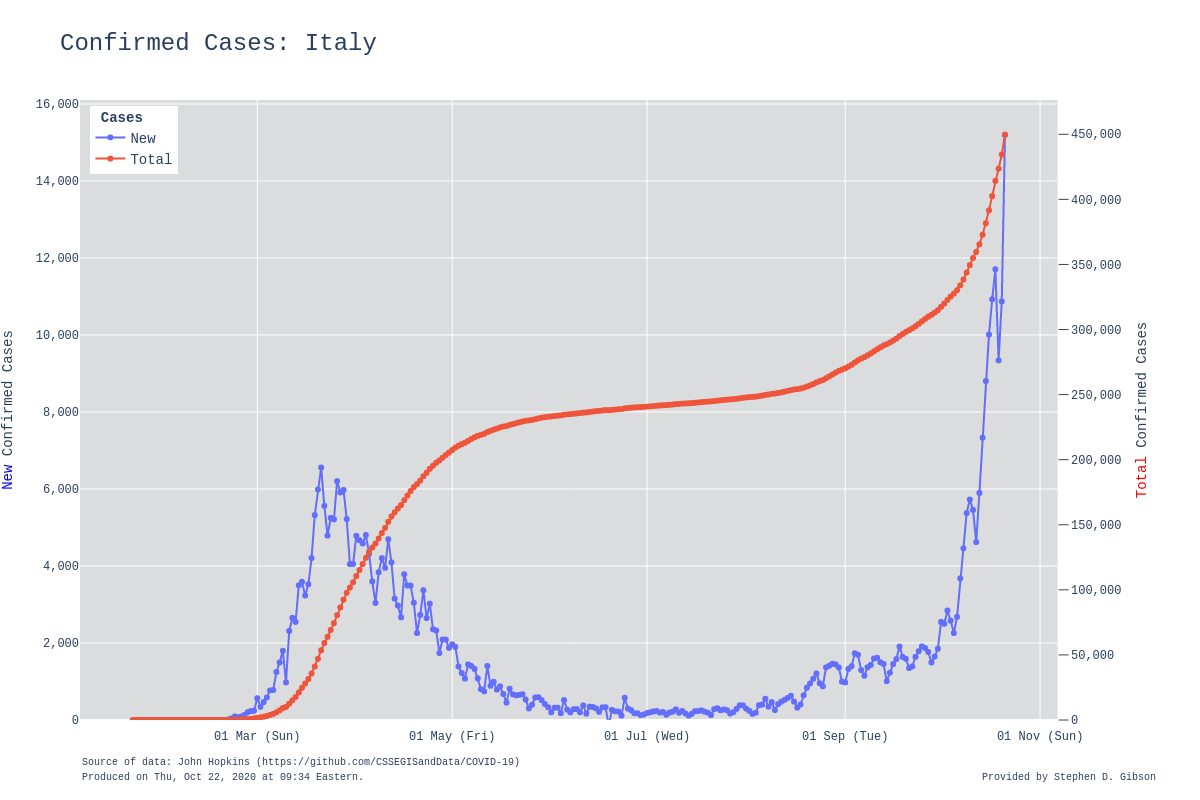 Confirmed Cases: Italy
Cases
New
Total
16,000
14,000
12,000
10,000
8,000
6,000
4,000
2,000
0
New Confirmed Cases
450,000
400,000
350,000
300,000
250,000
200,000
150,000
100,000
50,000
0
Total Confirmed Cases
01 Mar (Sun) 01 May (Fri) 01 Jul (Wed) 01 Sep (Tue) 01 Nov (Sun)
Source of data: John Hopkins (https://github.com/CSSEGISandData/COVID-19)
Produced on Thu, Oct 22, 2020 at 09:34 Eastern.
Provided by Stephen D. Gibson